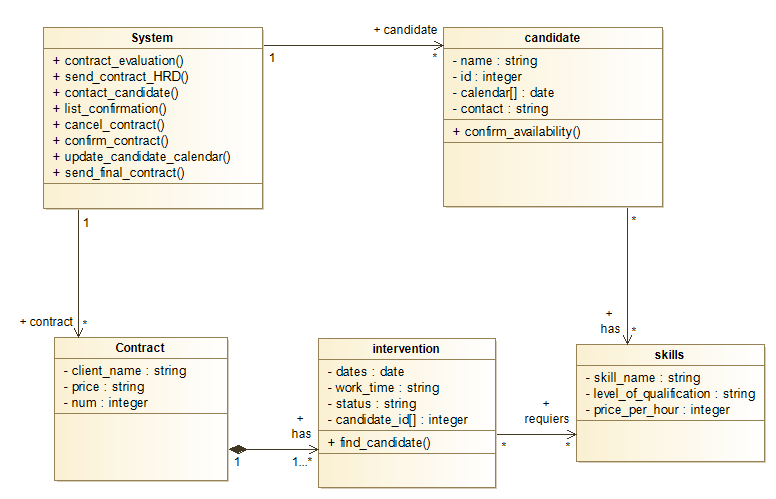 System
+ contract_evaluation()
+ send_contract_HRD()
+ contact_candidate()
+ list_confirmation()
+ cancel_contract()
+ confirm_contract()
+ update_candidate_calendar()
+ send_final_contract()
1
+ candidate
*
candidate
- name : string
- id : integer
- calendar[] : date
- contact : string
+ confirm_availability()
1
+ contract
*
*
+
has
*
Contract
- client_name : string
- price : string
- num : integer
1
+
has
1...*
intervention
- dates : date
- work_time : string
- status : string
- candidate_id[] : integer
+ find_candidate()
*
+
requiers
*
skills
- skill_name : string
- level_of_qualification : string
- price_per_hour : integer